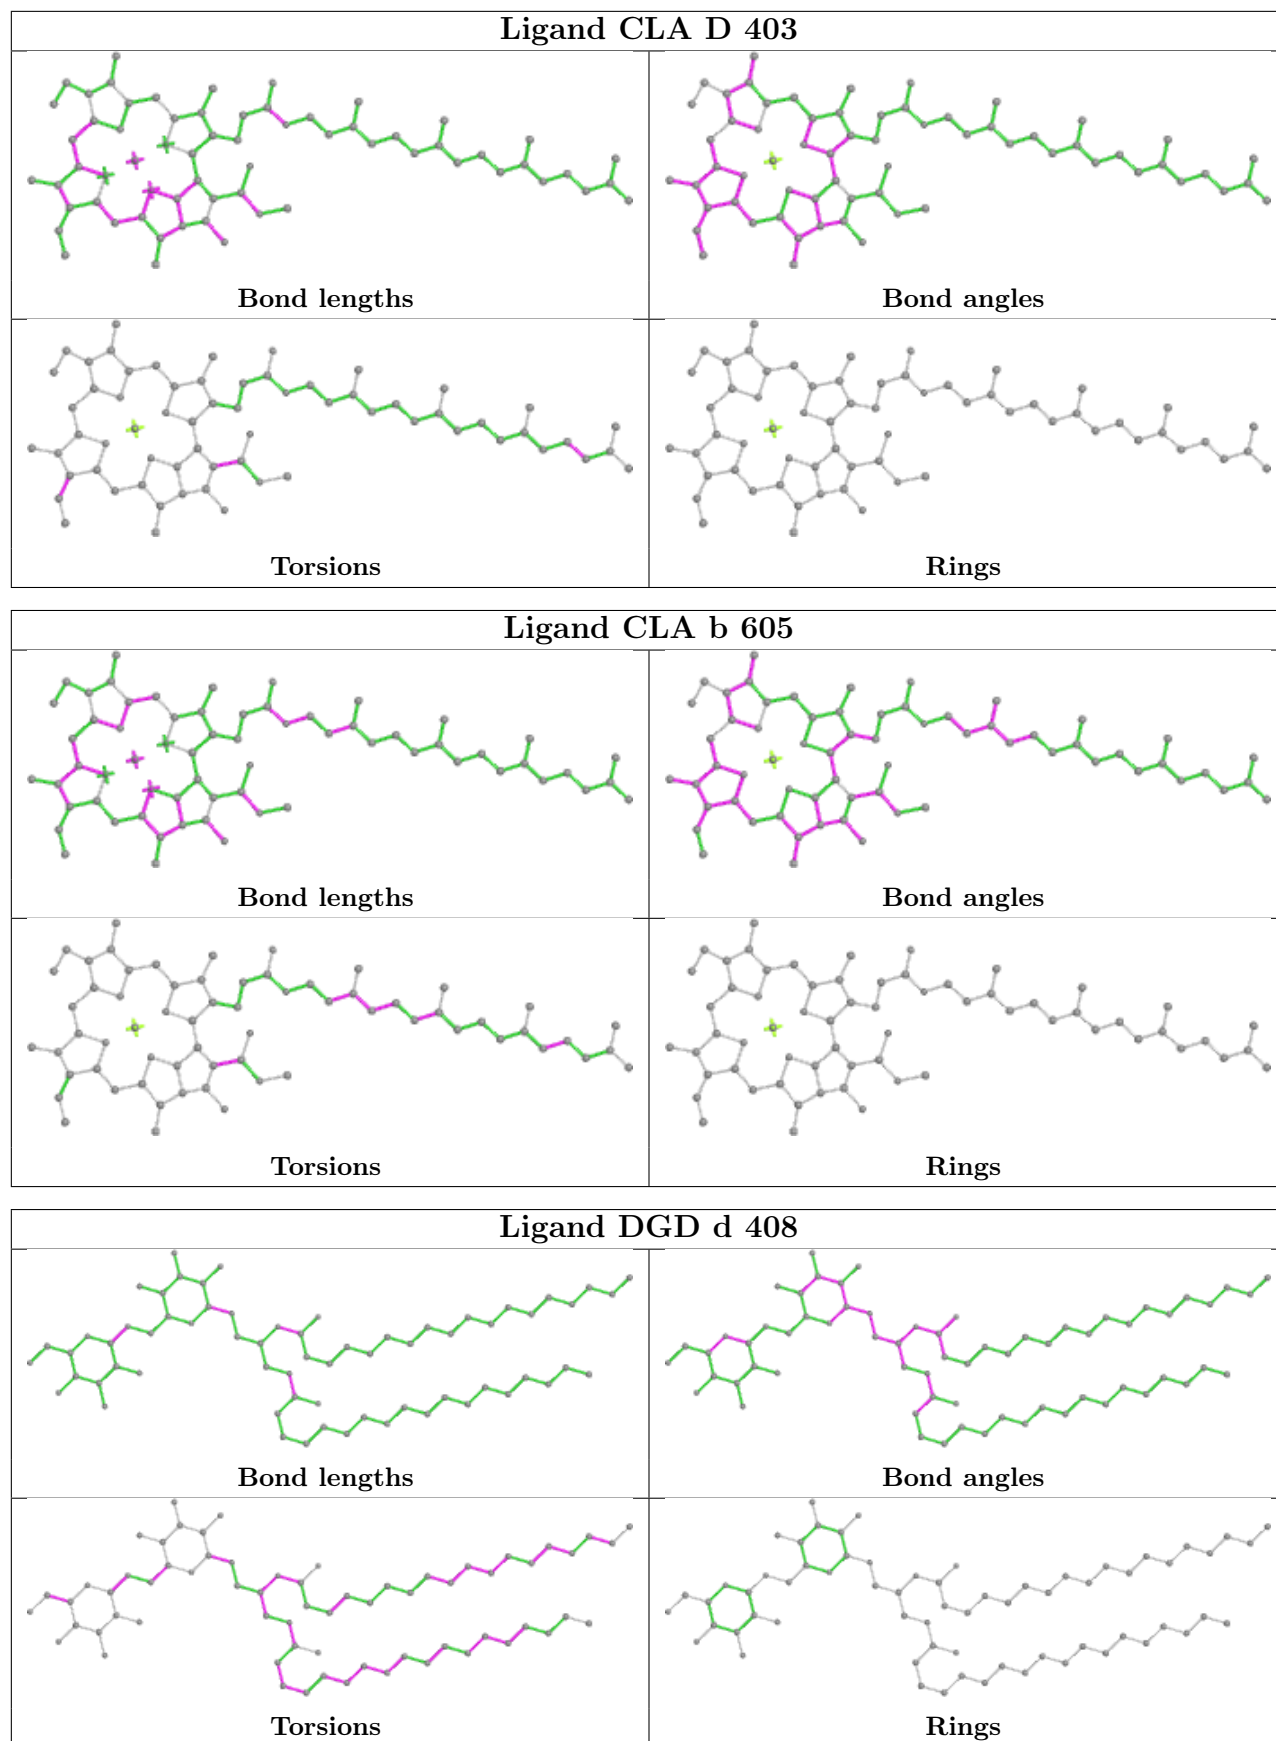 Ligand CLA D 403
Bond lengths
Bond angles
Torsions
Rings
Ligand CLA b 605
Bond lengths
Bond angles
Torsions
Rings
Ligand DGD d 408
Bond lengths
Bond angles
Torsions
Rings